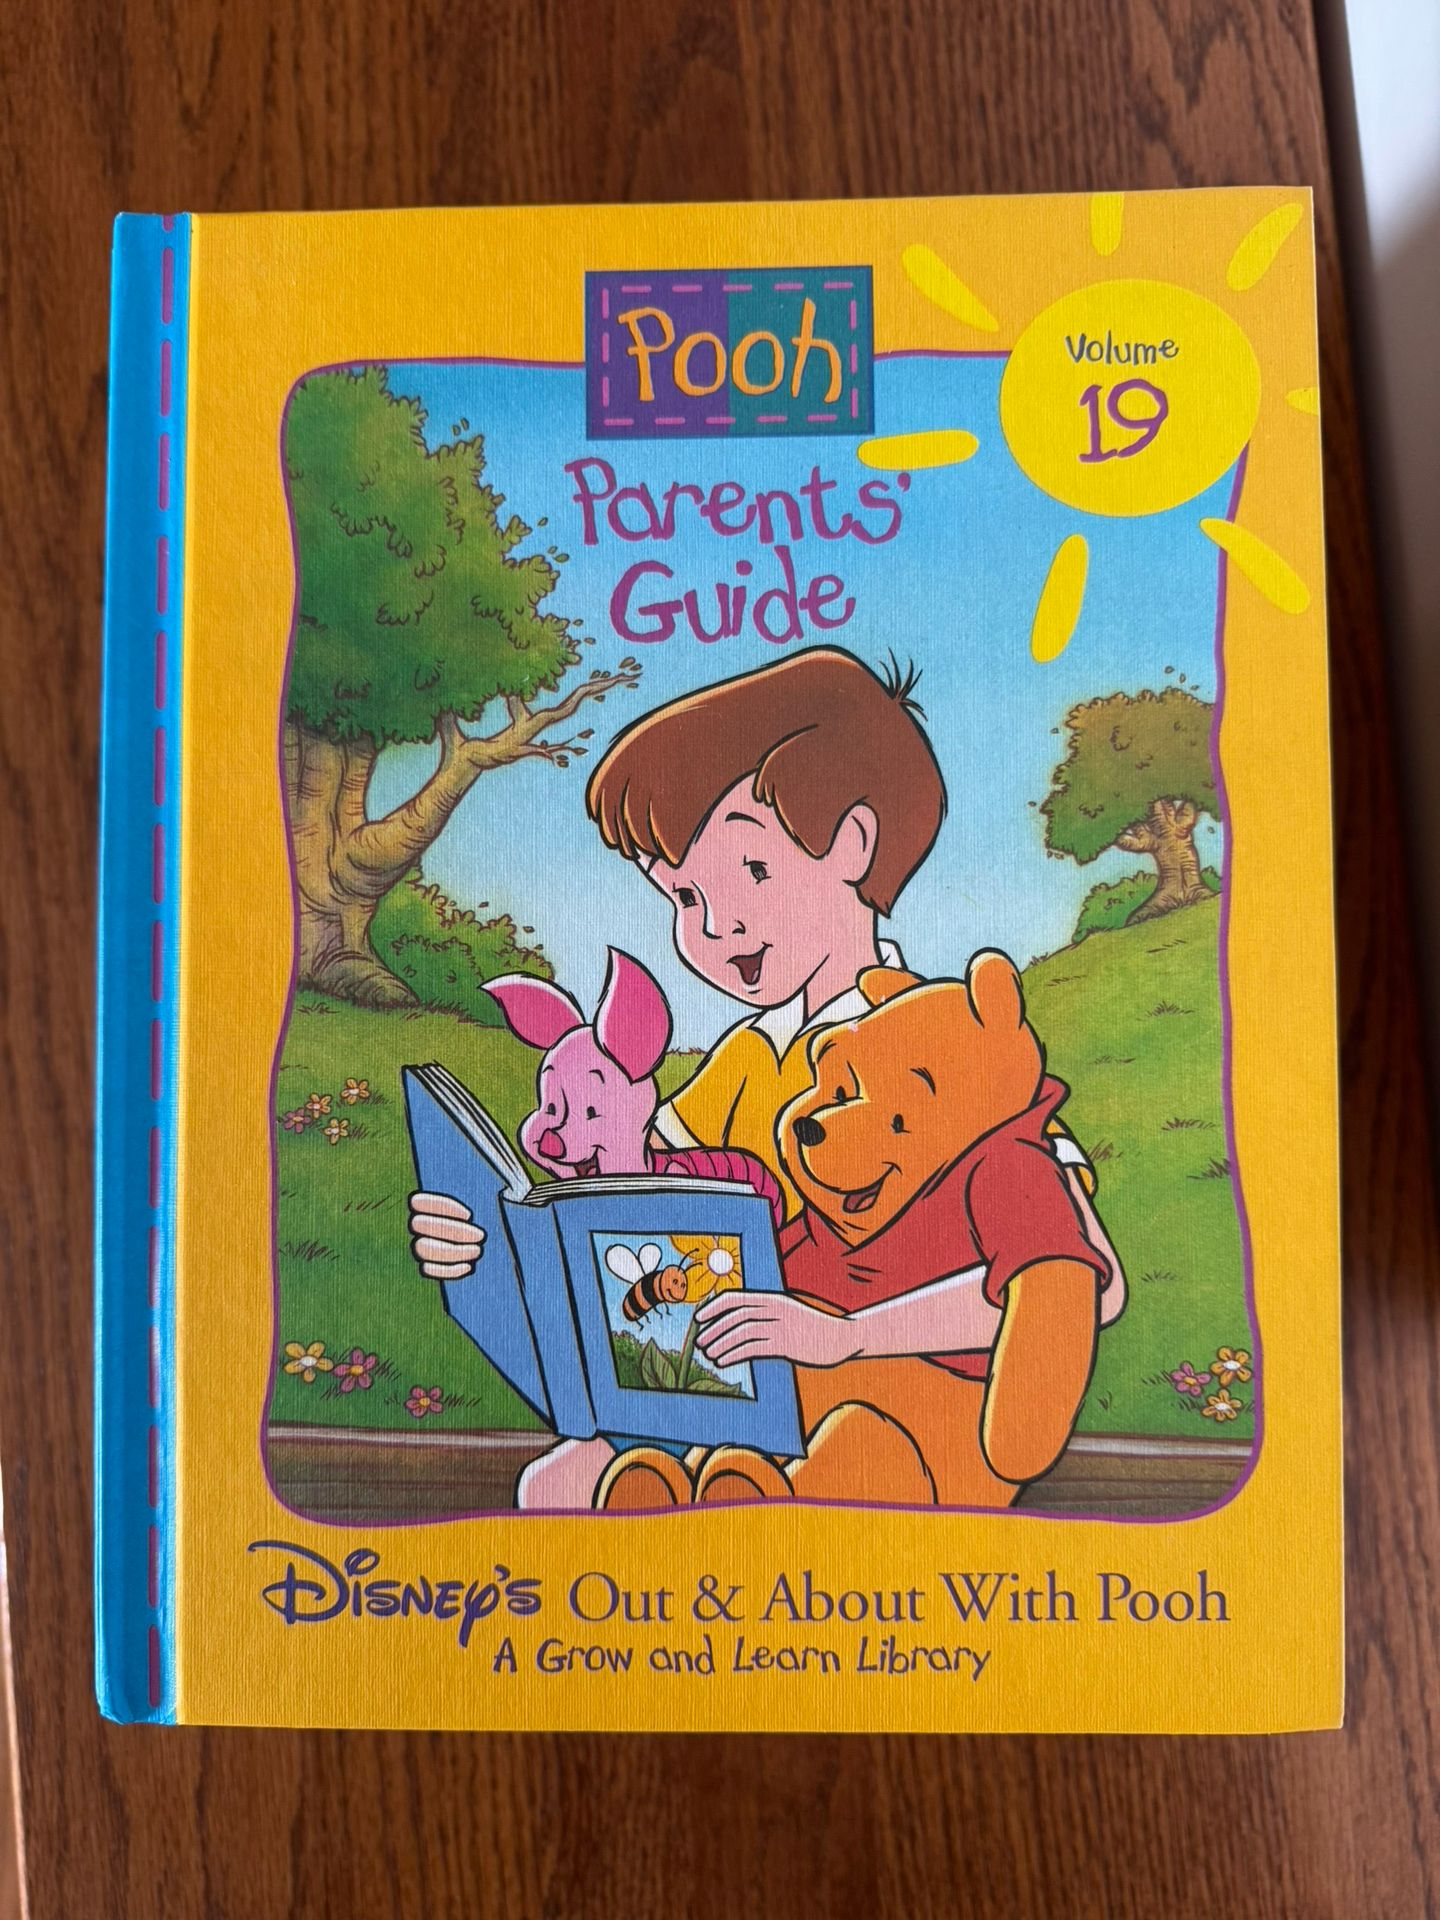 Pooh
Volume
19
Parents'
Guide
Disney's Out & About With Pooh
A Grow and Learn Library